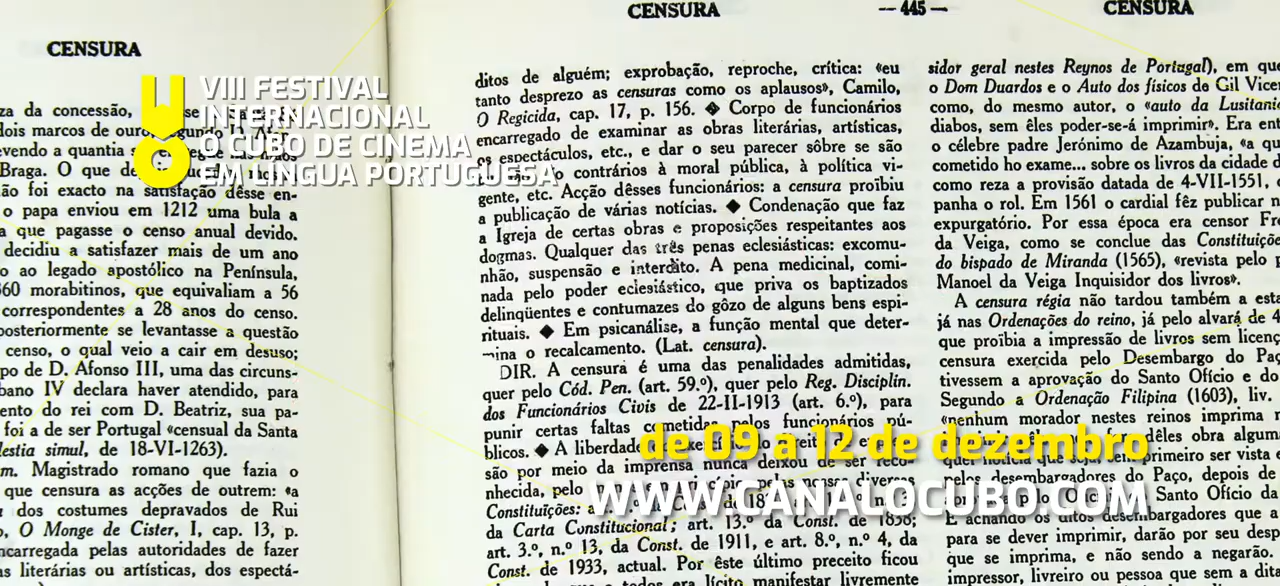 CENSURA
— 445 —
CENSURA
CENSURA
VIII FESTIVAL
INTERNACIONAL
O CUBO DE CINEMA
EM LÍNGUA PORTUGUESA
za da concessão,
dois marcos de ouro, segundo
evendo a quantia
Braga. O que
ão foi exacto na satisfação dêsse en-
o papa enviou em 1212 uma bula a
a que pagasse o censo anual devido.
decidiu a satisfazer mais de um ano
o ao legado apostólico na Península,
360 morabitinos, que equivaliam a 56
correspondentes a 28 anos do censo.
posteriormente se levantasse a questão
censo, o qual veio a cair em desuso;
po de D. Afonso III, uma das circuns-
bano IV declara haver atendido, para
ento do rei com D. Beatriz, sua pa-
foi a de ser Portugal «censual da Santa
lestia simul, de 18-VI-1263).
m. Magistrado romano que fazia o
que censura as acções de outrem: «a
dos costumes depravados de Rui
o, O Monge de Cister, I, cap. 13, p.
ncarregada pelas autoridades de fazer
as literárias ou artísticas, dos espectá-
ditos de alguém; exprobação, reproche, crítica: «eu
tanto desprezo as censuras como os aplausos», Camilo,
O Regicida, cap. 17, p. 156. ◆ Corpo de funcionários
encarregado de examinar as obras literárias, artísticas,
os espectáculos, etc., e dar o seu parecer sôbre se são
contrários à moral pública, à política vi-
gente, etc. Acção dêsses funcionários: a censura proïbiu
a publicação de várias notícias. ◆ Condenação que faz
a Igreja de certas obras e proposições respeitantes aos
dogmas. Qualquer das três penas eclesiásticas: excomu-
nhão, suspensão e interdito. A pena medicinal, comi-
nada pelo poder eclesiástico, que priva os baptizados
delinqüentes e contumazes do gôzo de alguns bens espi-
rituais. ◆ Em psicanálise, a função mental que deter-
mina o recalcamento. (Lat. censura).
DIR. A censura é uma das penalidades admitidas,
quer pelo Cód. Pen. (art. 59.º), quer pelo Reg. Disciplin.
dos Funcionários Civis de 22-II-1913 (art. 6.º), para
punir certas faltas cometidas pelos funcionários pú-
blicos. ◆ A liberdade
são por meio da imprensa nunca deixou de ser reco-
nhecida, pelo
Constituïções:
da Carta Constitucional; art. 13.º da Const. de 1838;
art. 3.º, n.º 13, da Const. de 1911, e art. 8.º, n.º 4, da
Const. de 1933, actual. Por êste último preceito ficou
era lícito manifestar livremente
sidor geral nestes Reynos de Portugal), em que
o Dom Duardos e o Auto dos físicos de Gil Vicen
como, do mesmo autor, o «auto da Lusitania
diabos, sem êles poder-se-á imprimir». Era ent
o célebre padre Jerónimo de Azambuja, «a qu
cometido ho exame... sobre os livros da cidade d
como reza a provisão datada de 4-VII-1551,
panha o rol. Em 1561 o cardial fêz publicar n
expurgatório. Por essa época era censor Fre
da Veiga, como se conclue das Constituïçõe
do bispado de Miranda (1565), «revista pelo p
Manoel da Veiga Inquisidor dos livros».
A censura régia não tardou também a esta
já nas Ordenações do reino, já pelo alvará de 4
que proïbia a impressão de livros sem licenç
censura exercida pelo Desembargo do Paç
tivessem a aprovação do Santo Ofício e do
Segundo a Ordenação Filipina (1603), liv.
«nenhum morador nestes reinos imprima n
dêles obra algum
quer notícia que seja, sem primeiro ser vista e
pelos desembargadores do Paço, depois de
Santo Ofício da
E achando os ditos desembargadores que a
para se dever imprimir, darão por seu desp
que se imprima, e não sendo a negarão.
impressor, livreiro ou pessoa que sem a dita
de 09 a 12 de dezembro
WWW.CANALOCUBO.COM